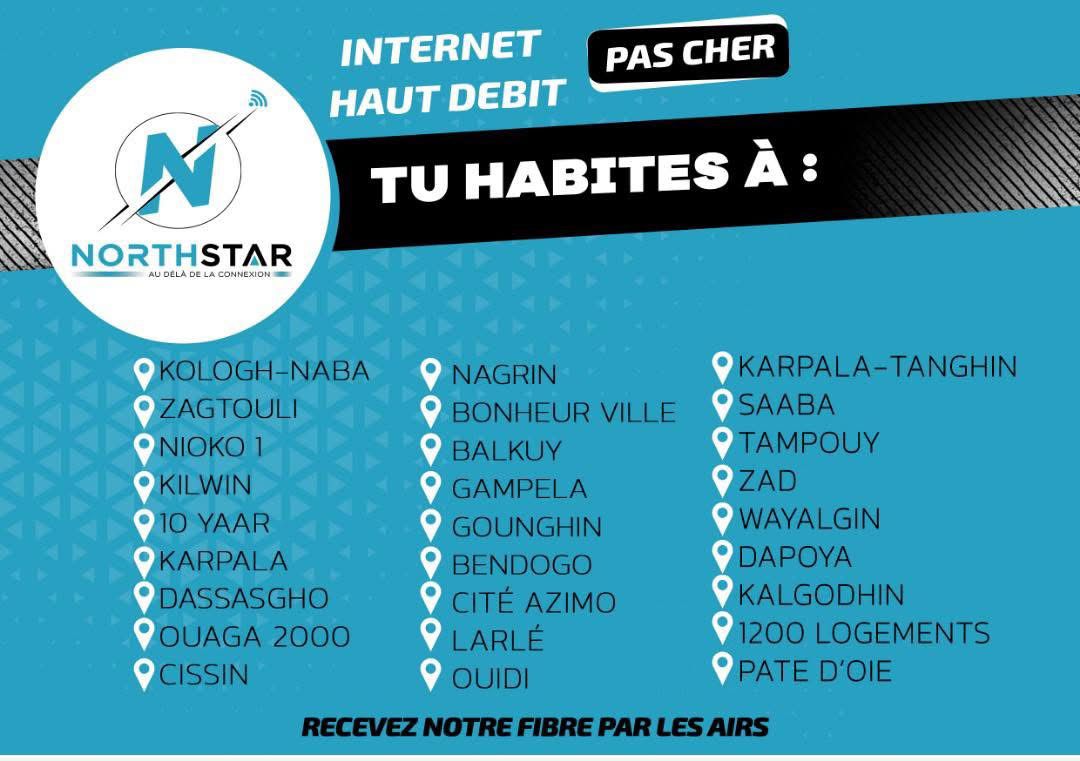 INTERNET
HAUT DEBIT
PAS CHER
TU HABITES À :
N
NORTHSTAR
AU DÉLÀ DE LA CONNEXION
KOLOGH-NABA
ZAGTOULI
NIOKO 1
KILWIN
10 YAAR
KARPALA
DASSASGHO
OUAGA 2000
CISSIN
NAGRIN
BONHEUR VILLE
BALKUY
GAMPELA
GOUNGHIN
BENDOGO
CITÉ AZIMO
LARLÉ
OUIDI
KARPALA-TANGHIN
SAABA
TAMPOUY
ZAD
WAYALGIN
DAPOYA
KALGODHIN
1200 LOGEMENTS
PATE D'OIE
RECEVEZ NOTRE FIBRE PAR LES AIRS